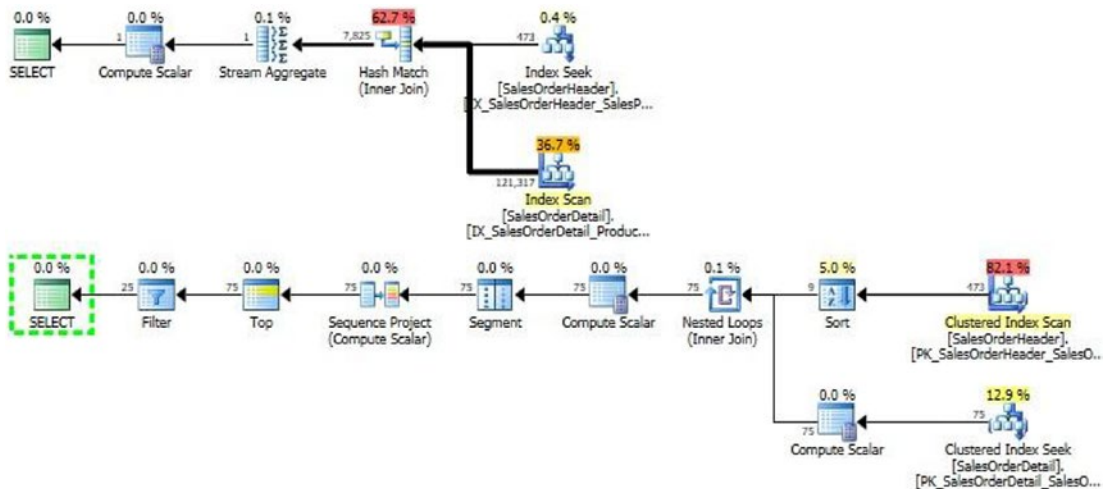 0.0 % 0.0 % 0.1 % 62.7 % 0.4 %
1 1 7,825 473
SELECT Compute Scalar Stream Aggregate Hash Match Index Seek
(Inner Join) [SalesOrderHeader].
[IX_SalesOrderHeader_SalesP...
36.7 %
121,317
Index Scan
[SalesOrderDetail].
[IX_SalesOrderDetail_Produc...
0.0 % 0.0 % 0.0 % 0.0 % 0.0 % 0.0 % 0.1 % 5.0 % 82.1 %
25 75 75 75 75 75 9 473
SELECT Filter Top Sequence Project Segment Compute Scalar Nested Loops Sort Clustered Index Scan
(Compute Scalar) (Inner Join) [SalesOrderHeader].
[PK_SalesOrderHeader_SalesO...
0.0 % 12.9 %
75 75
Compute Scalar Clustered Index Seek
[SalesOrderDetail].
[PK_SalesOrderDetail_SalesO...